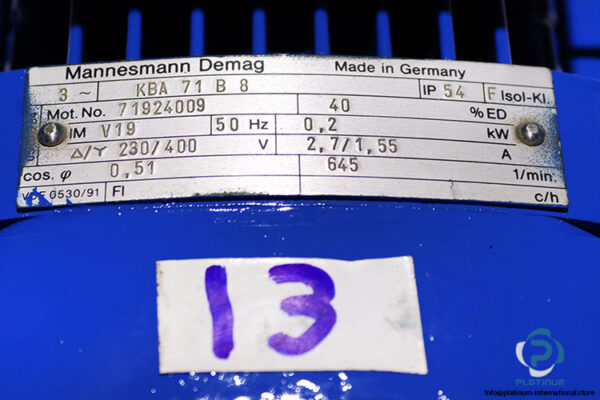 Mannesmann Demag Made in Germany
3 ~ KBA 71 B 8 IP 54 F Isol-Kl.
Mot. No. 71924009 40 % ED
IM V19 50 Hz 0,2 kW
Δ/Y 230/400 V 2,7/1,55 A
cos. φ 0,51 645 1/min.
0530/91 FI c/h
13
PLATINUM
info@platinum-international.store